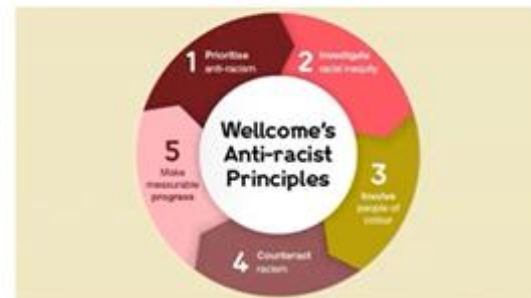 1 Prioritise
anti-racism
2 Investigate
racial inequity
Wellcome's
Anti-racist
Principles
3
Involve
people of
colour
4 Counteract
racism
5
Make
measurable
progress